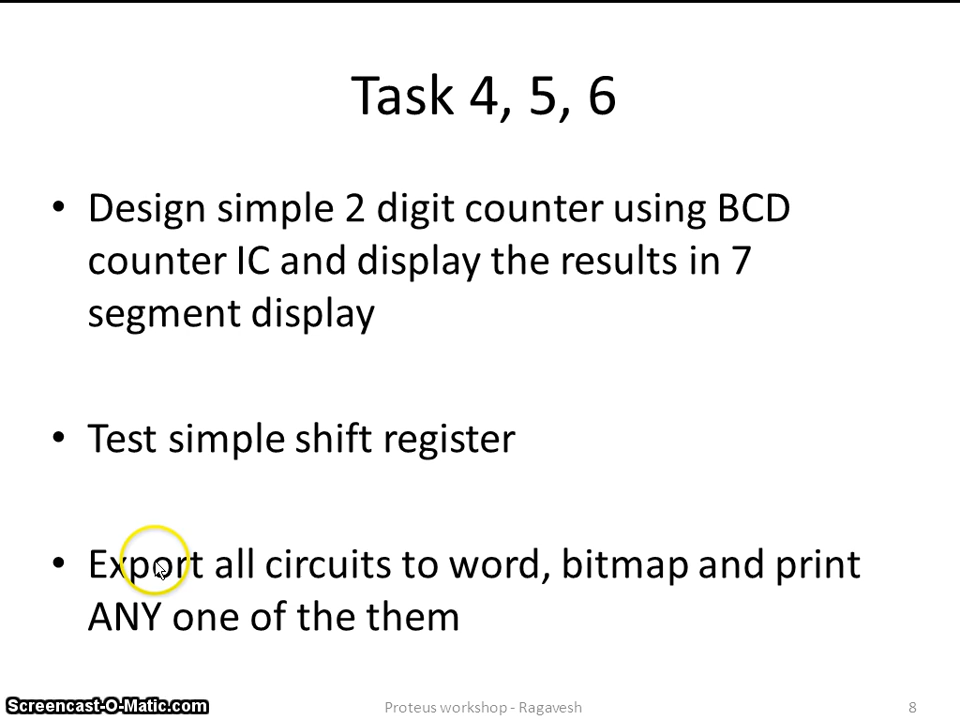 Task 4, 5, 6
• Design simple 2 digit counter using BCD
counter IC and display the results in 7
segment display
• Test simple shift register
• Export all circuits to word, bitmap and print
ANY one of the them
Screencast-O-Matic.com
Proteus workshop - Ragavesh
8